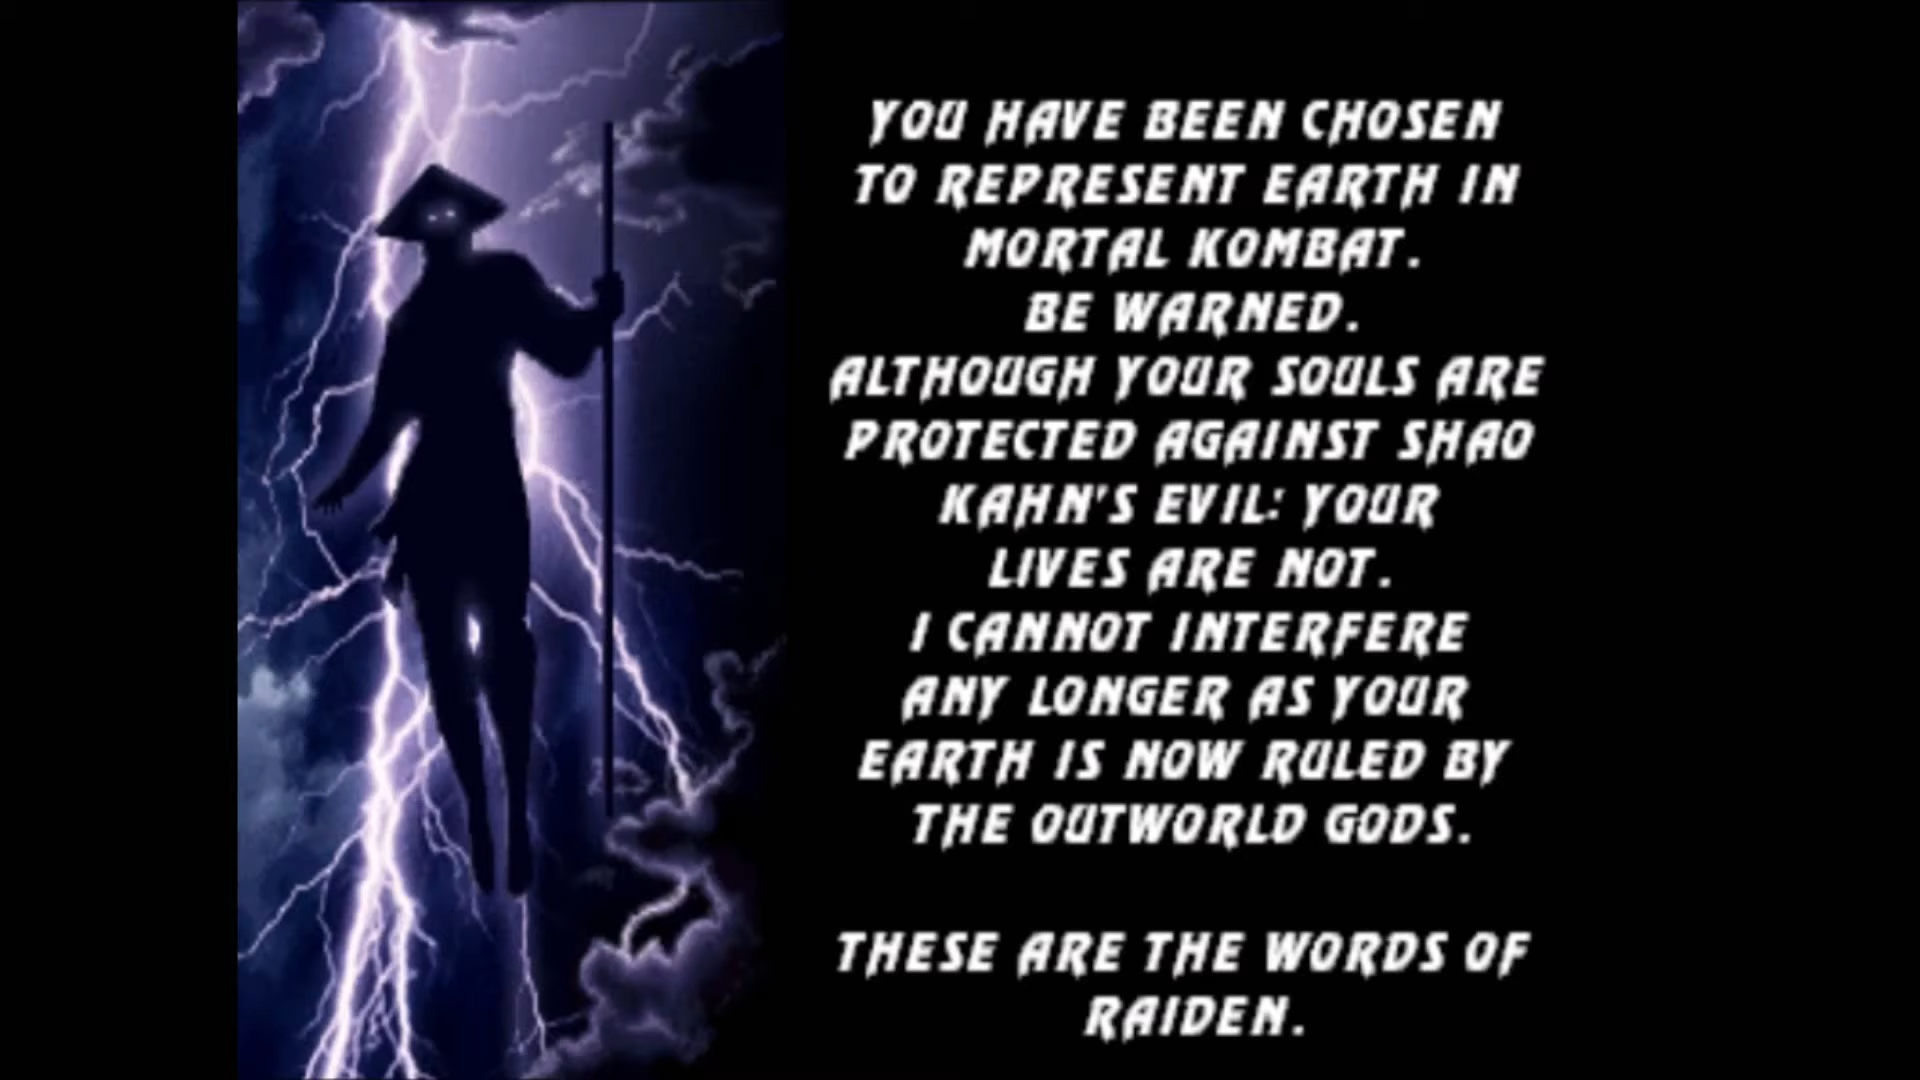 YOU HAVE BEEN CHOSEN
TO REPRESENT EARTH IN
MORTAL KOMBAT.
BE WARNED.
ALTHOUGH YOUR SOULS ARE
PROTECTED AGAINST SHAO
KAHN'S EVIL: YOUR
LIVES ARE NOT.
I CANNOT INTERFERE
ANY LONGER AS YOUR
EARTH IS NOW RULED BY
THE OUTWORLD GODS.
THESE ARE THE WORDS OF
RAIDEN.